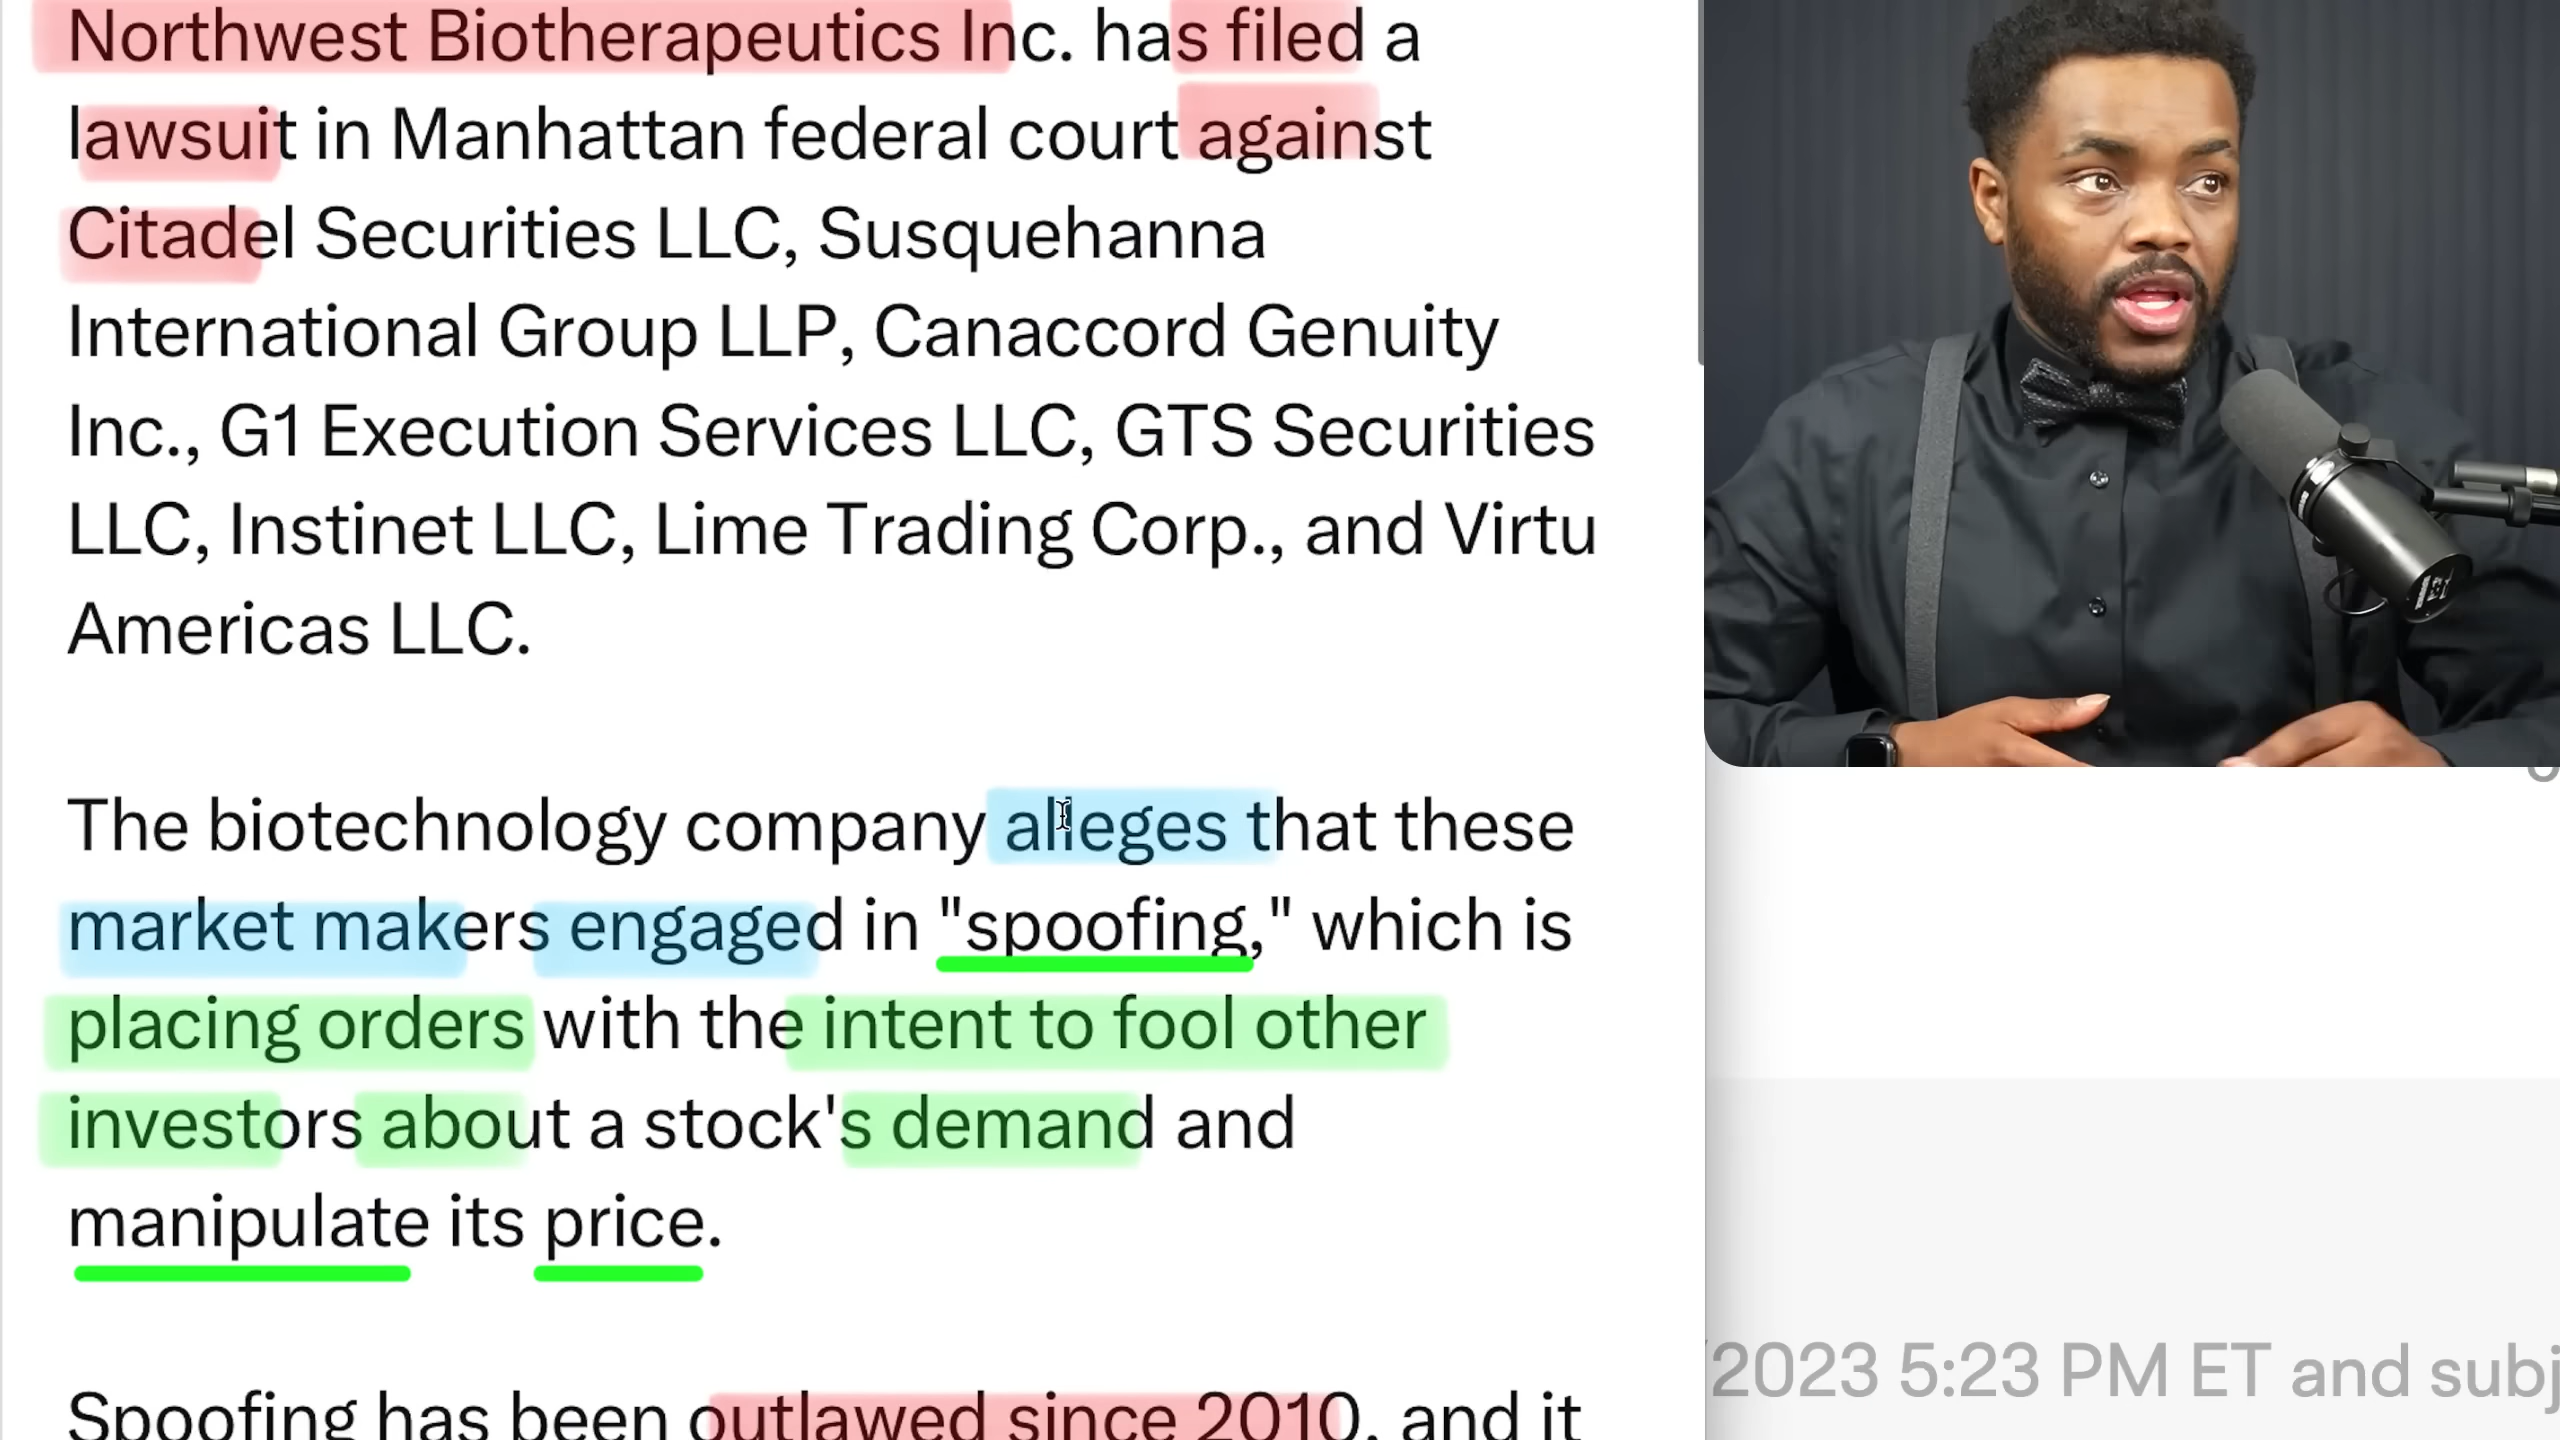 Northwest Biotherapeutics Inc. has filed a
lawsuit in Manhattan federal court against
Citadel Securities LLC, Susquehanna
International Group LLP, Canaccord Genuity
Inc., G1 Execution Services LLC, GTS Securities
LLC, Instinet LLC, Lime Trading Corp., and Virtu
Americas LLC.
The biotechnology company alleges that these
market makers engaged in "spoofing," which is
placing orders with the intent to fool other
investors about a stock's demand and
manipulate its price.
Spoofing has been outlawed since 2010, and it
/2023 5:23 PM ET and subj